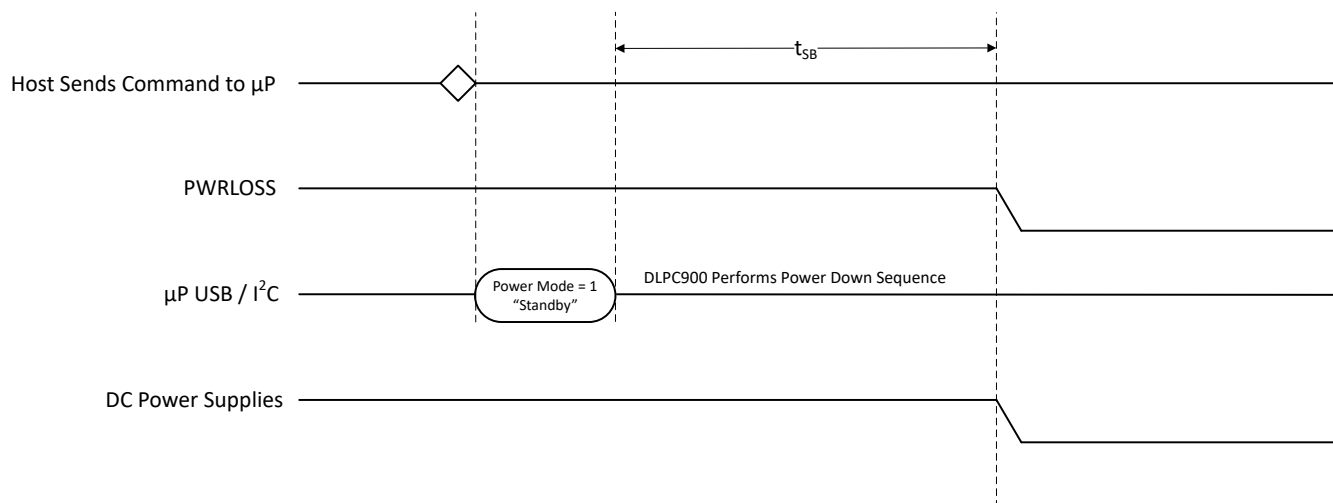 t_SB
Host Sends Command to µP
PWRLOSS
µP USB / I²C
Power Mode = 1
“Standby”
DLPC900 Performs Power Down Sequence
DC Power Supplies